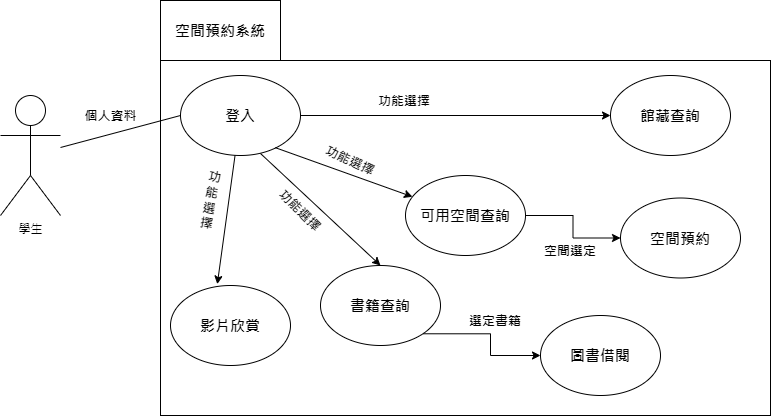 空間預約系統
個人資料
登入
功能選擇
館藏查詢
功能選擇
功能選擇
功能選擇
可用空間查詢
空間選定
空間預約
學生
影片欣賞
書籍查詢
選定書籍
圖書借閱